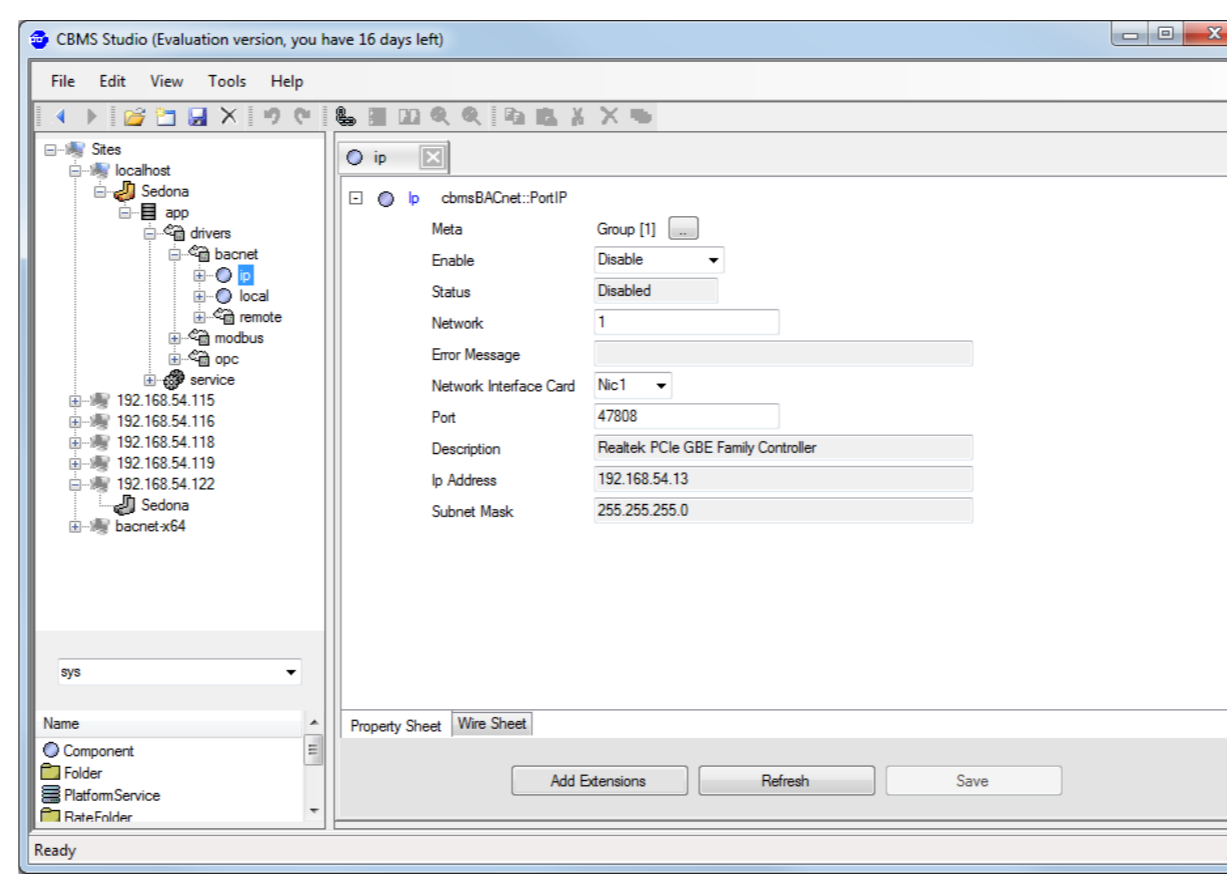 CBMS Studio (Evaluation version, you have 16 days left)
File Edit View Tools Help
Sites
localhost
Sedona
app
drivers
bacnet
ip
local
remote
modbus
opc
service
192.168.54.115
192.168.54.116
192.168.54.118
192.168.54.119
192.168.54.122
Sedona
bacnet-x64
sys
Name
Component
Folder
PlatformService
RateFolder
ip
Ip cbmsBACnet::PortIP
Meta Group [1] ..
Enable Disable
Status Disabled
Network 1
Error Message
Network Interface Card Nic1
Port 47808
Description Realtek PCIe GBE Family Controller
Ip Address 192.168.54.13
Subnet Mask 255.255.255.0
Property Sheet Wire Sheet
Add Extensions Refresh Save
Ready